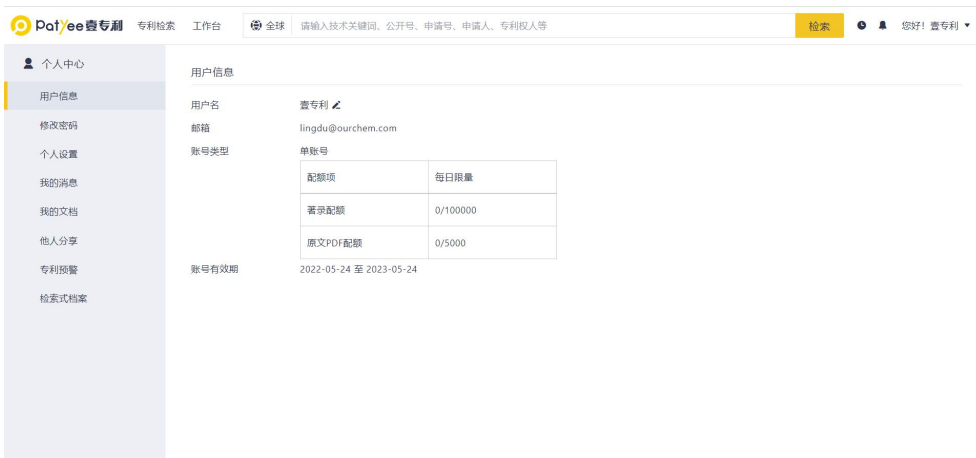 Patyee壹专利 专利检索 工作台 全球 请输入技术关键词、公开号、申请号、申请人、专利权人等 检索 您好！壹专利
个人中心
用户信息
修改密码
个人设置
我的消息
我的文档
他人分享
专利预警
检索式档案
用户信息
用户名 壹专利
邮箱 lingdu@ourchem.com
账号类型 单账号
配额项 每日限量
著录配额 0/100000
原文PDF配额 0/5000
账号有效期 2022-05-24 至 2023-05-24